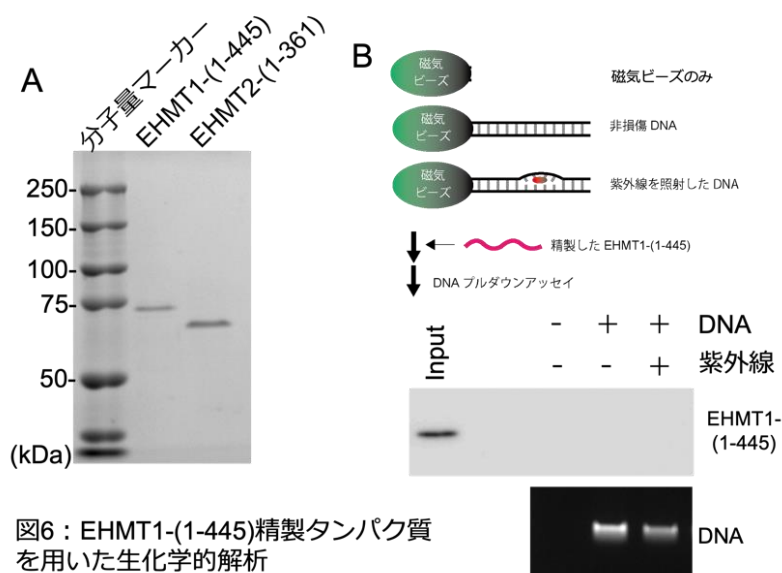 A
分子量マーカー
EHMT1-(1-445)
EHMT2-(1-361)
250-
150-
100-
75-
50-
(kDa)
B
磁気
ビーズ
磁気ビーズのみ
磁気
ビーズ
非損傷 DNA
磁気
ビーズ
紫外線を照射した DNA
精製した EHMT1-(1-445)
DNA プルダウンアッセイ
Input
- + + DNA
- - + 紫外線
EHMT1-
(1-445)
DNA
図6:EHMT1-(1-445)精製タンパク質
を用いた生化学的解析